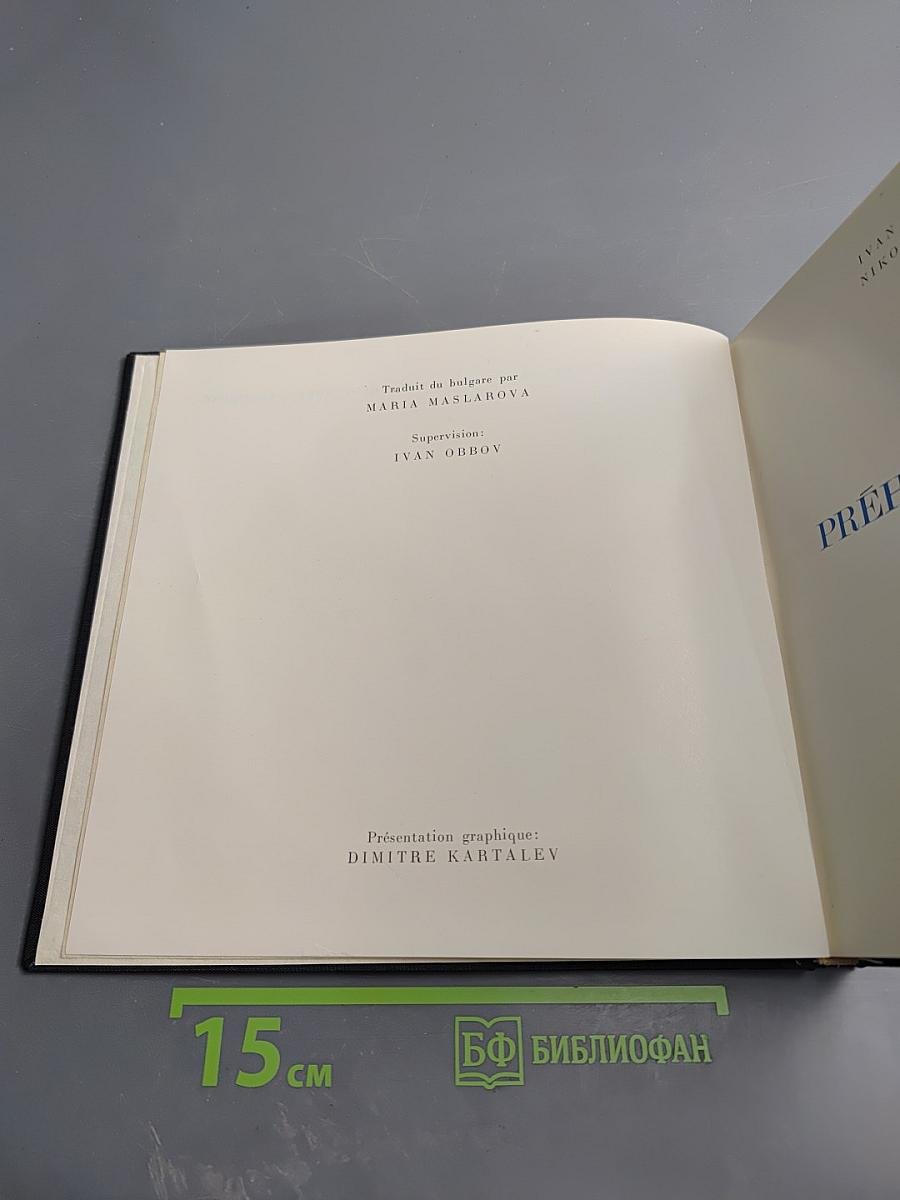 Traduit du bulgare par
MARIA MASLAROVA
Supervision:
IVAN OBBOV
Présentation graphique:
DIMITRE KARTALEV
IVAN
NIKO
PRÉH
15 см
БФ БИБЛИОФАН